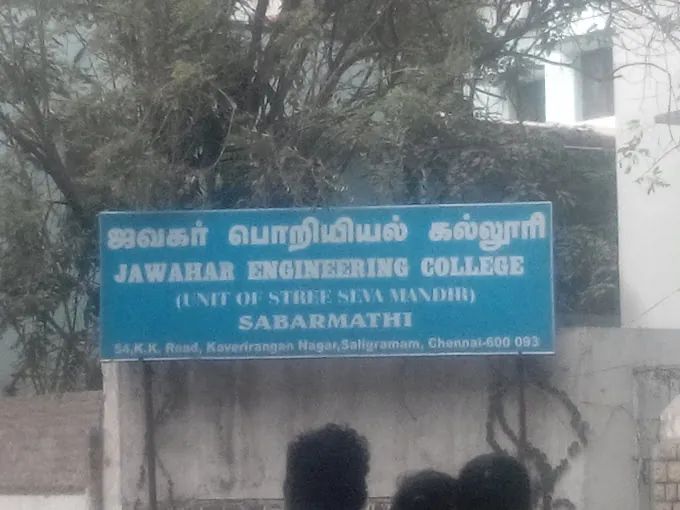 ஜவகர் பொறியியல் கல்லூரி
JAWAHAR ENGINEERING COLLEGE
(UNIT OF STREE SEVA MANDIR)
SABARMATHI
54,K.K. Road, Kaverirangan Nagar,Saligramam, Chennai-600 093